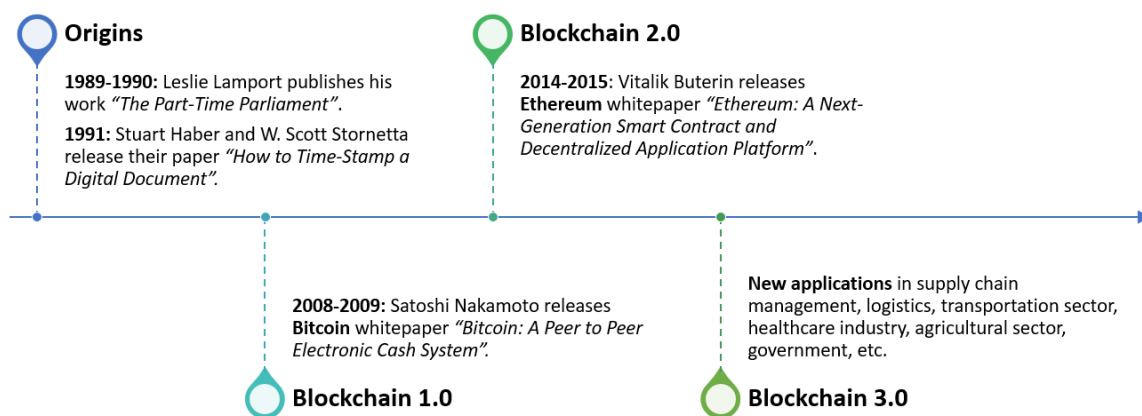 Origins
1989-1990: Leslie Lamport publishes his
work “The Part-Time Parliament”.
1991: Stuart Haber and W. Scott Stornetta
release their paper “How to Time-Stamp a
Digital Document”.
2008-2009: Satoshi Nakamoto releases
Bitcoin whitepaper “Bitcoin: A Peer to Peer
Electronic Cash System”.
Blockchain 1.0
Blockchain 2.0
2014-2015: Vitalik Buterin releases
Ethereum whitepaper “Ethereum: A Next-
Generation Smart Contract and
Decentralized Application Platform”.
New applications in supply chain
management, logistics, transportation sector,
healthcare industry, agricultural sector,
government, etc.
Blockchain 3.0